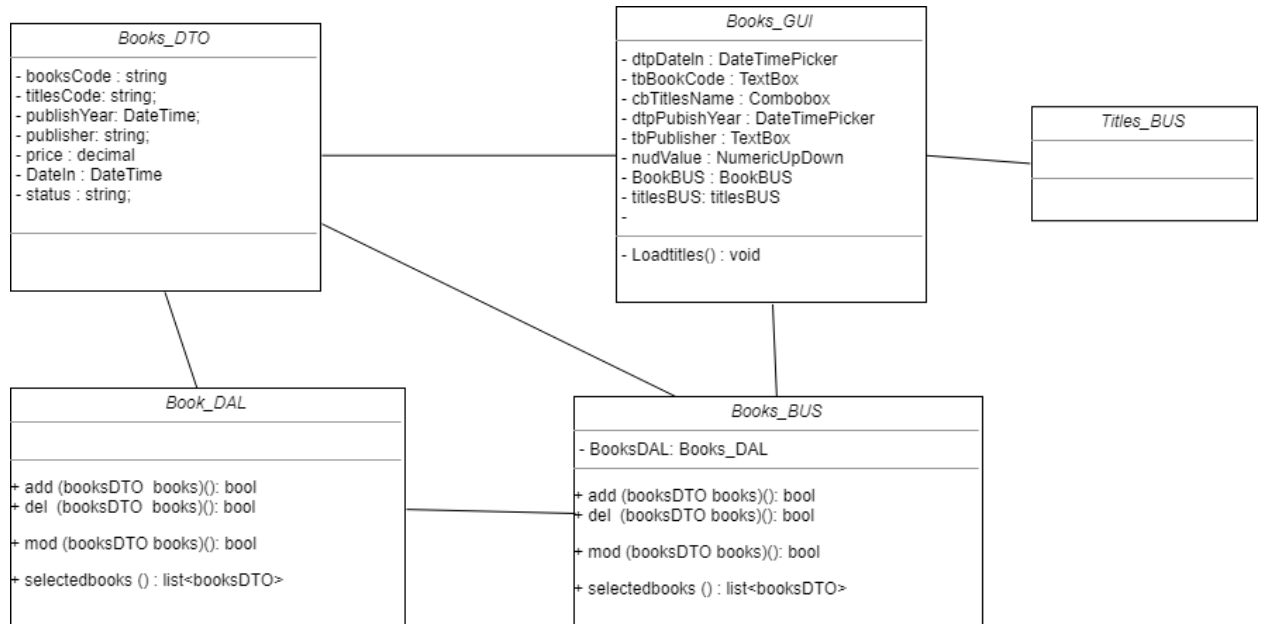 Books_DTO
- booksCode : string
- titlesCode: string;
- publishYear: DateTime;
- publisher: string;
- price : decimal
- DateIn : DateTime
- status : string;
Books_GUI
- dtpDateIn : DateTimePicker
- tbBookCode : TextBox
- cbTitlesName : Combobox
- dtpPubishYear : DateTimePicker
- tbPublisher : TextBox
- nudValue : NumericUpDown
- BookBUS : BookBUS
- titlesBUS: titlesBUS
-
- Loadtitles() : void
Titles_BUS
Book_DAL
+ add (booksDTO books)(): bool
+ del (booksDTO books)(): bool
+ mod (booksDTO books)(): bool
+ selectedbooks () : list<booksDTO>
Books_BUS
- BooksDAL: Books_DAL
+ add (booksDTO books)(): bool
+ del (booksDTO books)(): bool
+ mod (booksDTO books)(): bool
+ selectedbooks () : list<booksDTO>